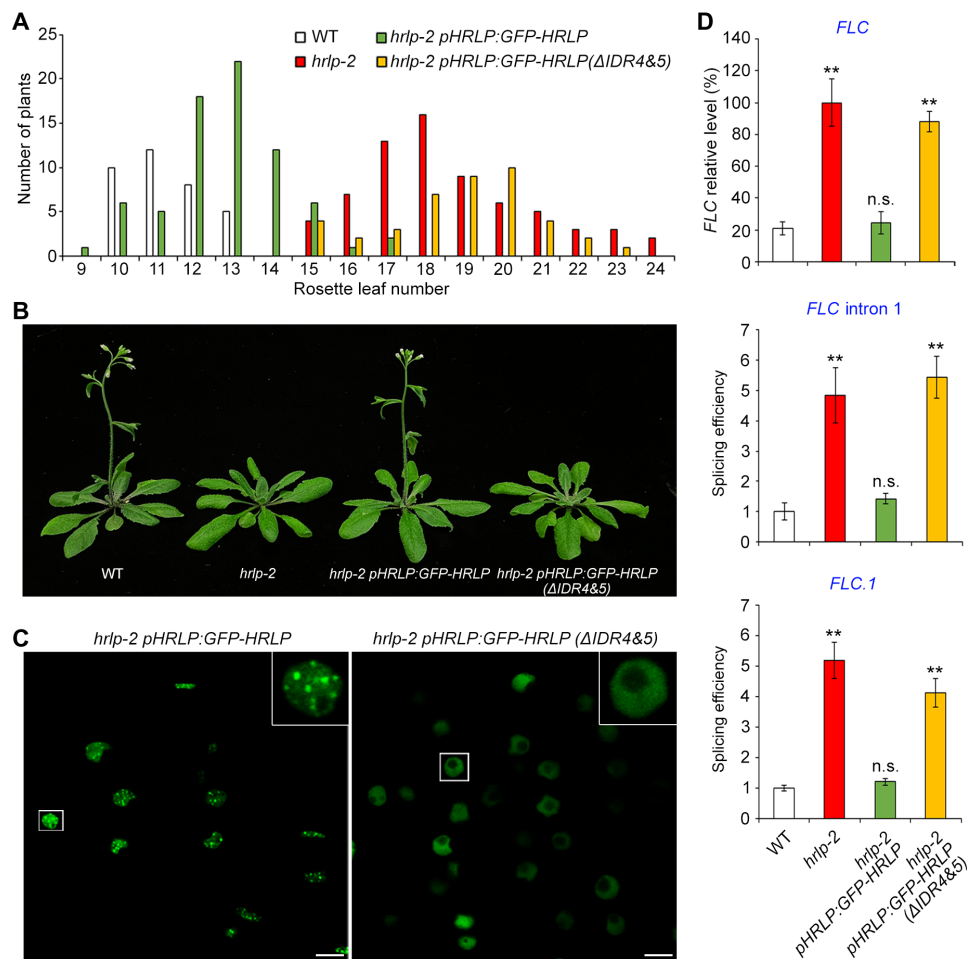 A
25
20
15
10
5
0
Number of plants
WT
hrlp-2 pHRLP:GFP-HRLP
hrlp-2
hrlp-2 pHRLP:GFP-HRLP(ΔIDR4&5)
9 10 11 12 13 14 15 16 17 18 19 20 21 22 23 24
Rosette leaf number
B
WT
hrlp-2
hrlp-2 pHRLP:GFP-HRLP
hrlp-2 pHRLP:GFP-HRLP
(ΔIDR4&5)
C
hrlp-2 pHRLP:GFP-HRLP
hrlp-2 pHRLP:GFP-HRLP (ΔIDR4&5)
D
FLC
140
120
100
80
60
40
20
0
FLC relative level (%)
**
n.s.
**
FLC intron 1
7
6
5
4
3
2
1
0
Splicing efficiency
**
n.s.
**
FLC.1
7
6
5
4
3
2
1
0
Splicing efficiency
**
n.s.
**
WT
hrlp-2
hrlp-2
pHRLP:GFP-HRLP
hrlp-2
pHRLP:GFP-HRLP
(ΔIDR4&5)